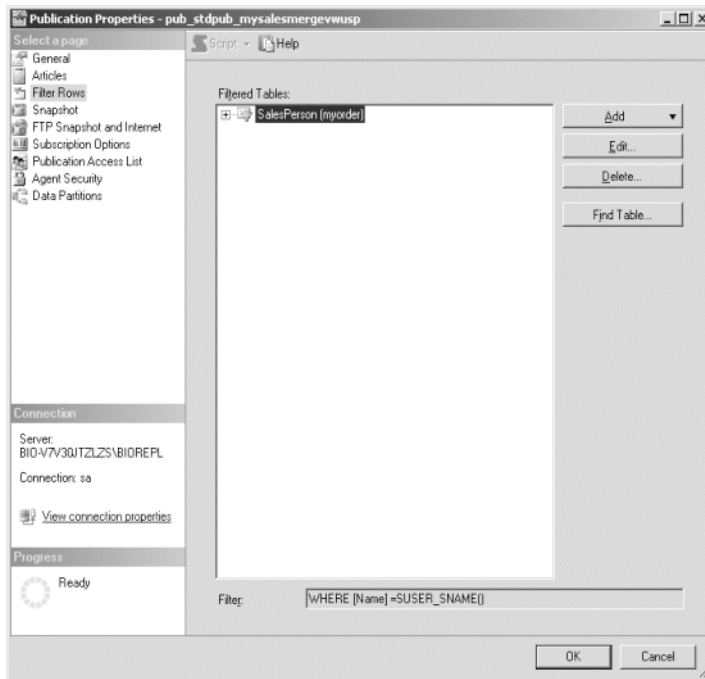 Publication Properties - pub_stdpub_mysalesmergevwusp
Select a page
General
Articles
Filter Rows
Snapshot
FTP Snapshot and Internet
Subscription Options
Publication Access List
Agent Security
Data Partitions
Connection
Server:
BIO-V7V30JTZLZS\BIOREPL
Connection: sa
View connection properties
Progress
Ready
Script
Help
Filtered Tables:
SalesPerson (myorder)
Add
Edit...
Delete...
Find Table...
Filter:
WHERE [Name] =SUSER_SNAME()
OK
Cancel